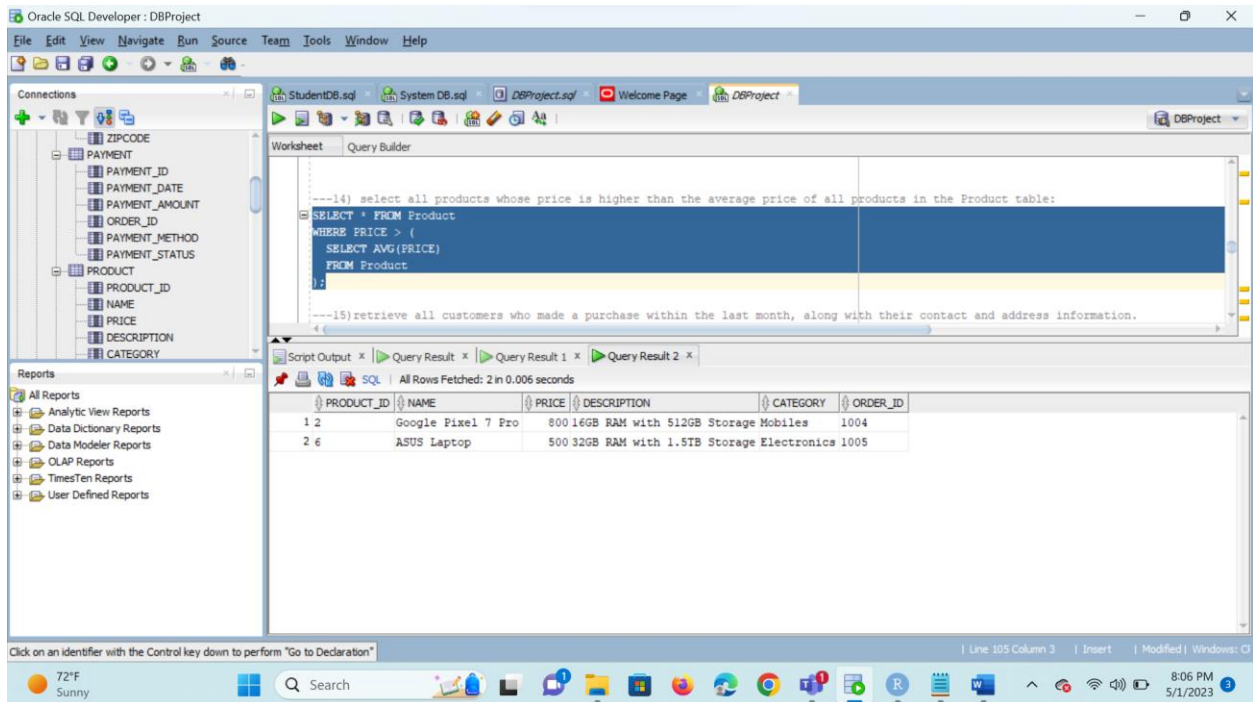 Oracle SQL Developer : DBProject
File Edit View Navigate Run Source Team Tools Window Help
Connections
StudentDB.sql System DB.sql DBProject.sql Welcome Page DBProject
DBProject
Worksheet Query Builder
ZIPCODE
PAYMENT
PAYMENT_ID
PAYMENT_DATE
PAYMENT_AMOUNT
ORDER_ID
PAYMENT_METHOD
PAYMENT_STATUS
PRODUCT
PRODUCT_ID
NAME
PRICE
DESCRIPTION
CATEGORY
---14) select all products whose price is higher than the average price of all products in the Product table:
SELECT * FROM Product
WHERE PRICE > (
SELECT AVG(PRICE)
FROM Product
);
---15)retrieve all customers who made a purchase within the last month, along with their contact and address information.
Reports
All Reports
Analytic View Reports
Data Dictionary Reports
Data Modeler Reports
OLAP Reports
TimesTen Reports
User Defined Reports
Script Output x Query Result x Query Result 1 x Query Result 2 x
SQL | All Rows Fetched: 2 in 0.006 seconds
PRODUCT_ID NAME PRICE DESCRIPTION CATEGORY ORDER_ID
1 2 Google Pixel 7 Pro 800 16GB RAM with 512GB Storage Mobiles 1004
2 6 ASUS Laptop 500 32GB RAM with 1.5TB Storage Electronics 1005
Click on an identifier with the Control key down to perform "Go to Declaration"
| Line 105 Column 3 | Insert | Modified | Windows: C
72°F
Sunny
Search
8:06 PM
5/1/2023
3